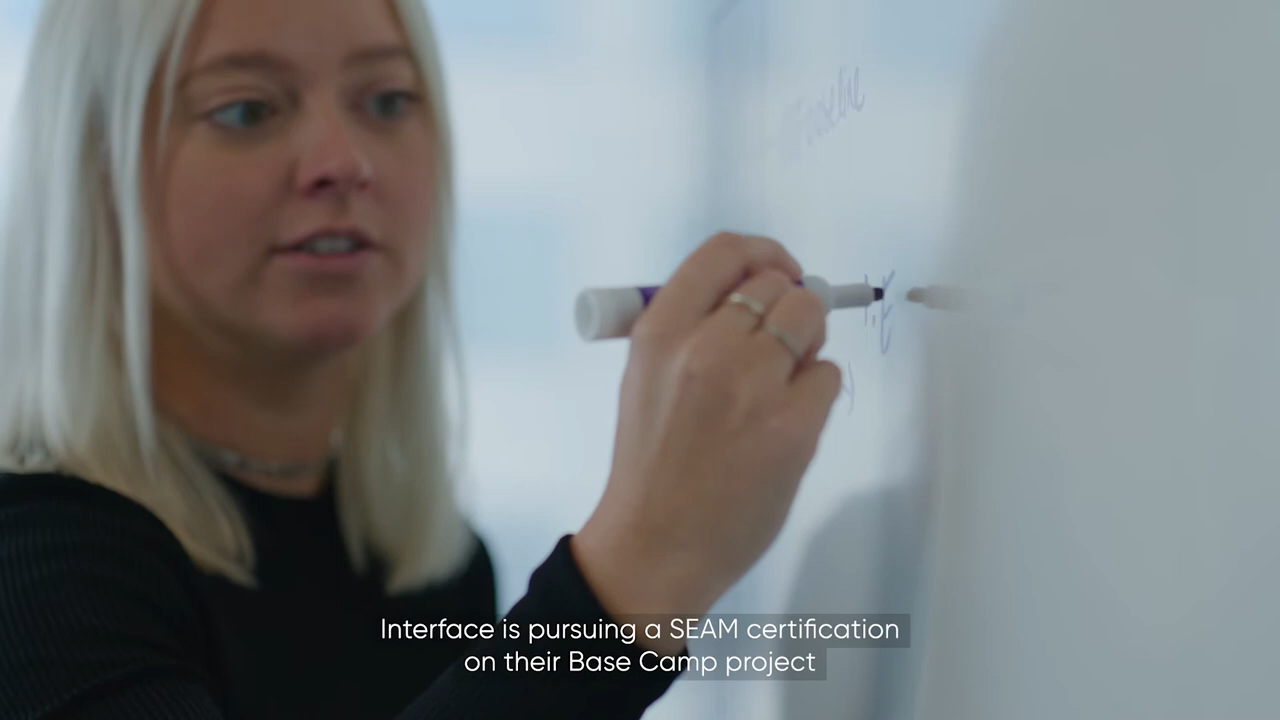 Interface is pursuing a SEAM certification
on their Base Camp project